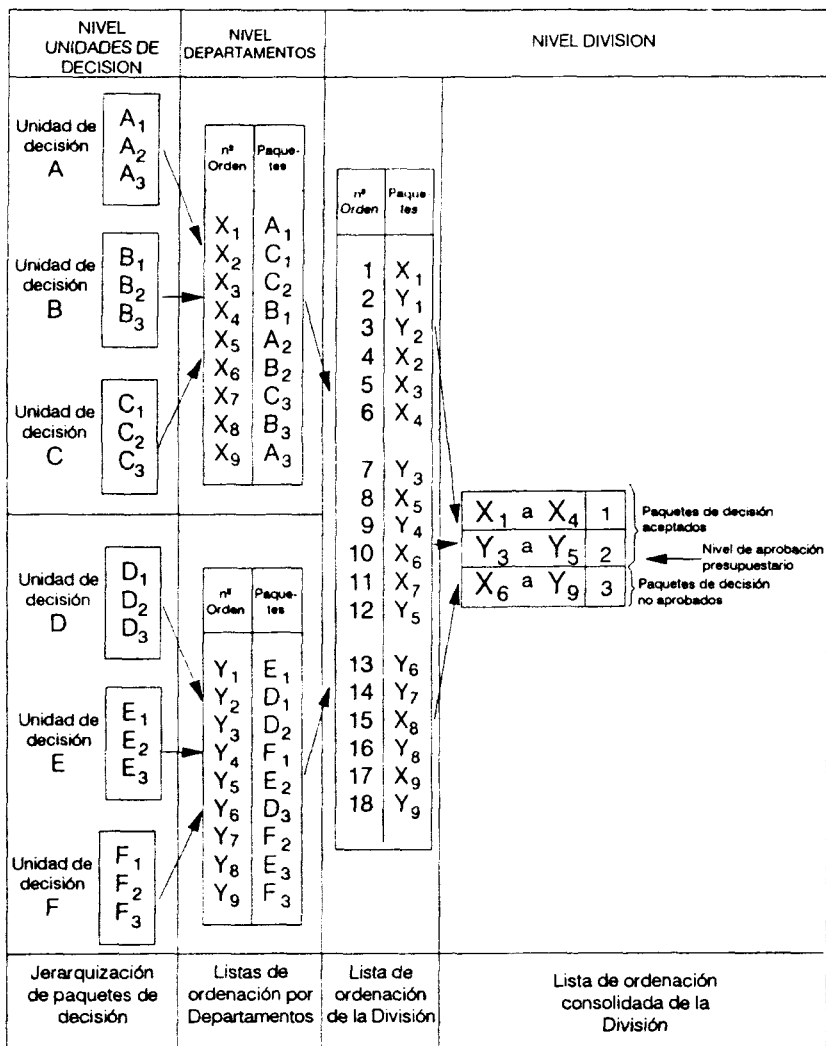 NIVEL
UNIDADES DE
DECISION
NIVEL
DEPARTAMENTOS
NIVEL DIVISION
Unidad de
decisión
A
A1
A2
A3
Unidad de
decisión
B
B1
B2
B3
Unidad de
decisión
C
C1
C2
C3
nº Orden Paque-tes
X1 A1
X2 C1
X3 C2
X4 B1
X5 A2
X6 B2
X7 C3
X8 B3
X9 A3
Unidad de
decisión
D
D1
D2
D3
Unidad de
decisión
E
E1
E2
E3
Unidad de
decisión
F
F1
F2
F3
nº Orden Paque-tes
Y1 E1
Y2 D1
Y3 D2
Y4 F1
Y5 E2
Y6 D3
Y7 F2
Y8 E3
Y9 F3
nº Orden Paque tes
1 X1
2 Y1
3 Y2
4 X2
5 X3
6 X4
7 Y3
8 X5
9 Y4
10 X6
11 X7
12 Y5
13 Y6
14 Y7
15 X8
16 Y8
17 X9
18 Y9
X1 a X4 1
Y3 a Y5 2
X6 a Y9 3
Paquetes de decisión
aceptados
Nivel de aprobación
presupuestario
Paquetes de decisión
no aprobados
Jerarquización
de paquetes de
decisión
Listas de
ordenación por
Departamentos
Lista de
ordenación
de la División
Lista de ordenación
consolidada de la
División